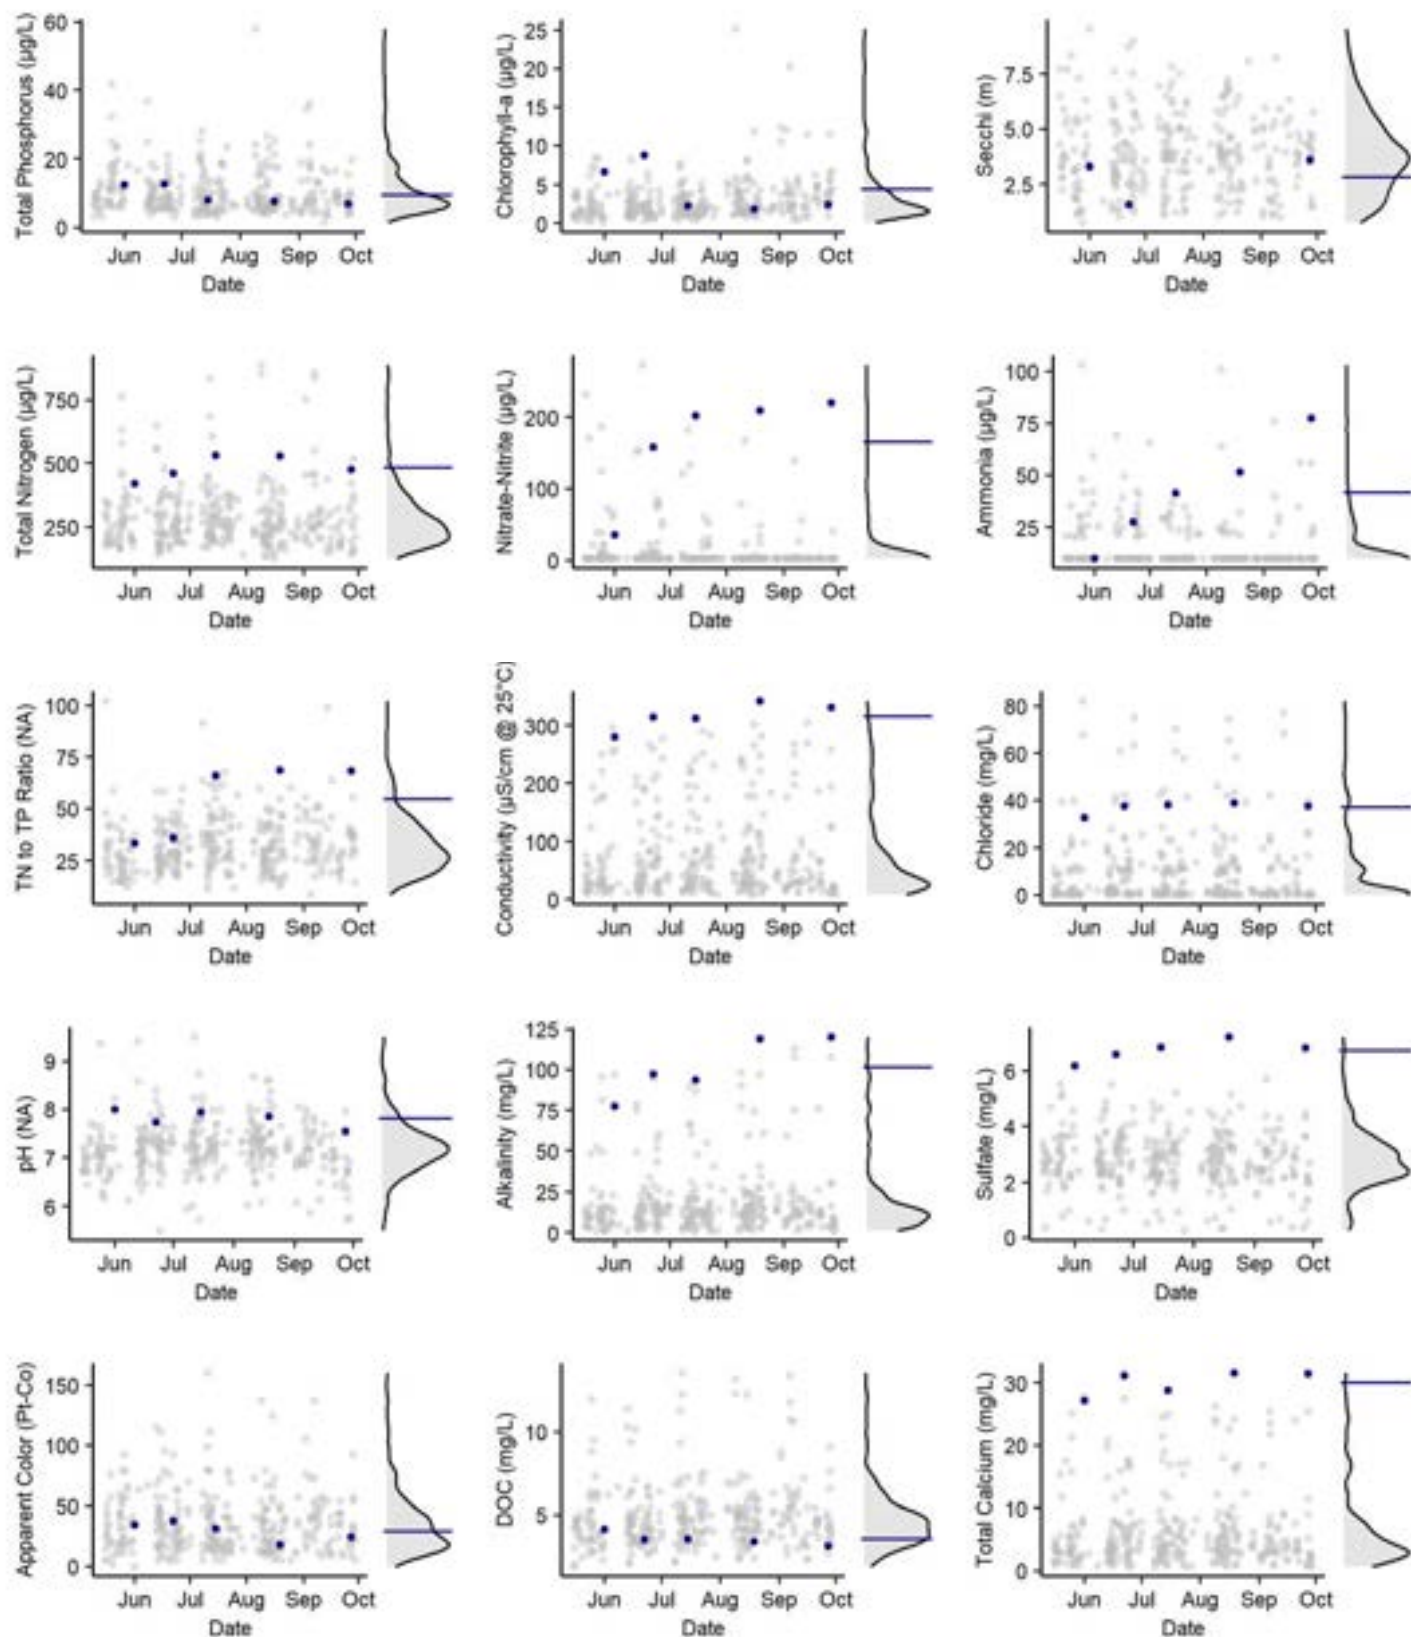 Total Phosphorus (µg/L)
60
40
20
0
Jun Jul Aug Sep Oct
Date
Chlorophyll-a (µg/L)
25
20
15
10
5
0
Jun Jul Aug Sep Oct
Date
Secchi (m)
7.5
5.0
2.5
Jun Jul Aug Sep Oct
Date
Total Nitrogen (µg/L)
750
500
250
Jun Jul Aug Sep Oct
Date
Nitrate-Nitrite (µg/L)
200
100
0
Jun Jul Aug Sep Oct
Date
Ammonia (µg/L)
100
75
50
25
Jun Jul Aug Sep Oct
Date
TN to TP Ratio (NA)
100
75
50
25
Jun Jul Aug Sep Oct
Date
Conductivity (µS/cm @ 25°C)
300
200
100
0
Jun Jul Aug Sep Oct
Date
Chloride (mg/L)
80
60
40
20
0
Jun Jul Aug Sep Oct
Date
pH (NA)
9
8
7
6
Jun Jul Aug Sep Oct
Date
Alkalinity (mg/L)
125
100
75
50
25
0
Jun Jul Aug Sep Oct
Date
Sulfate (mg/L)
6
4
2
0
Jun Jul Aug Sep Oct
Date
Apparent Color (Pt-Co)
150
100
50
0
Jun Jul Aug Sep Oct
Date
DOC (mg/L)
10
5
Jun Jul Aug Sep Oct
Date
Total Calcium (mg/L)
30
20
10
0
Jun Jul Aug Sep Oct
Date